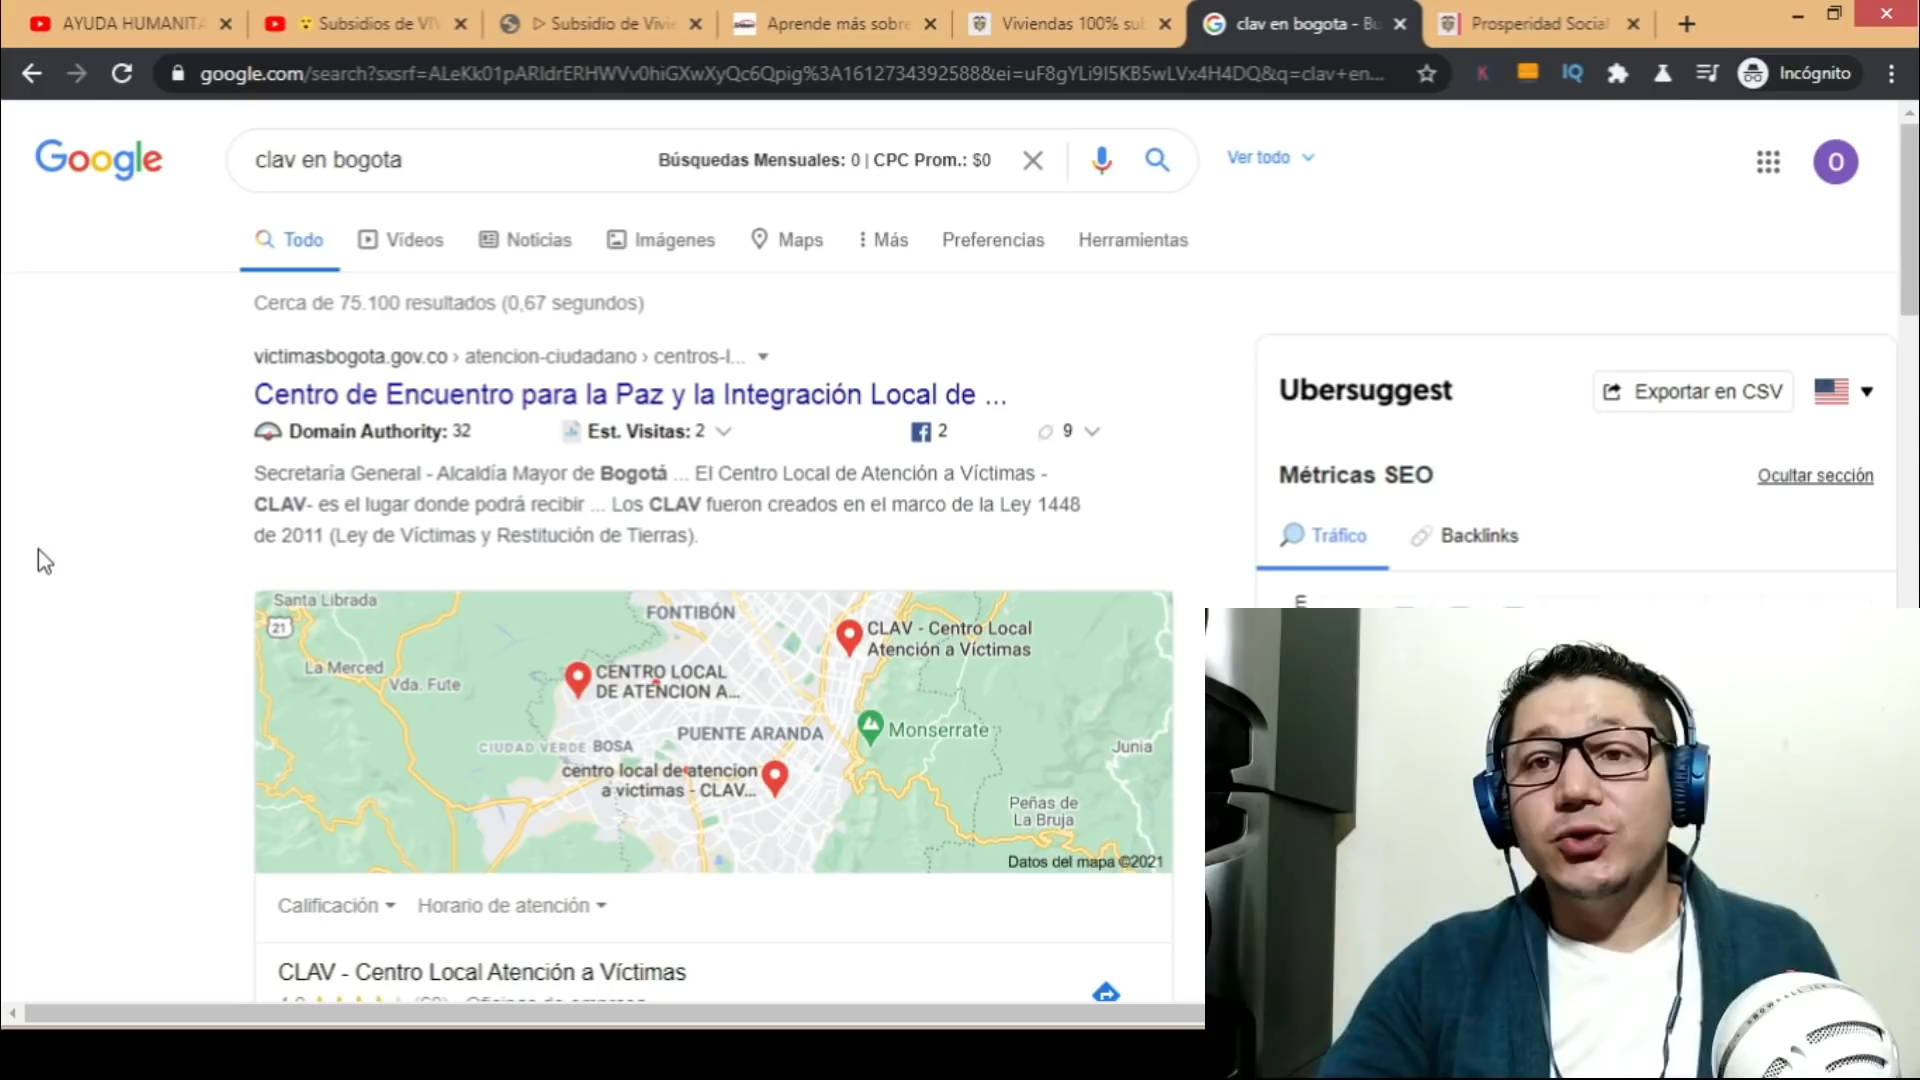 AYUDA HUMANITA
Subsidios de VIV
▷ Subsidio de Vivie
Aprende más sobre
Viviendas 100% sub
clav en bogota - Bu
Prosperidad Social
google.com/search?sxsrf=ALeKk01pARldrERHWVv0hiGXwXyQc6Qpig%3A1612734392588&ei=uF8gYLi9I5KB5wLVx4H4DQ&q=clav+en...
IQ
Incógnito
Google
clav en bogota
Búsquedas Mensuales: 0 | CPC Prom.: $0
Ver todo
O
Todo
Vídeos
Noticias
Imágenes
Maps
Más
Preferencias
Herramientas
Cerca de 75.100 resultados (0,67 segundos)
victimasbogota.gov.co › atencion-ciudadano › centros-l...
Centro de Encuentro para la Paz y la Integración Local de ...
Domain Authority: 32
Est. Visitas: 2
2
9
Secretaría General - Alcaldía Mayor de Bogotá ... El Centro Local de Atención a Víctimas -
CLAV- es el lugar donde podrá recibir ... Los CLAV fueron creados en el marco de la Ley 1448
de 2011 (Ley de Víctimas y Restitución de Tierras).
Ubersuggest
Exportar en CSV
Métricas SEO
Ocultar sección
Tráfico
Backlinks
Santa Librada
21
La Merced
Vda. Fute
FONTIBÓN
CLAV - Centro Local
Atención a Víctimas
CENTRO LOCAL
DE ATENCION A...
PUENTE ARANDA
Monserrate
CIUDAD VERDE
BOSA
Junia
centro local de atencion
a victimas - CLAV...
Peñas de
La Bruja
Datos del mapa ©2021
Calificación
Horario de atención
CLAV - Centro Local Atención a Víctimas